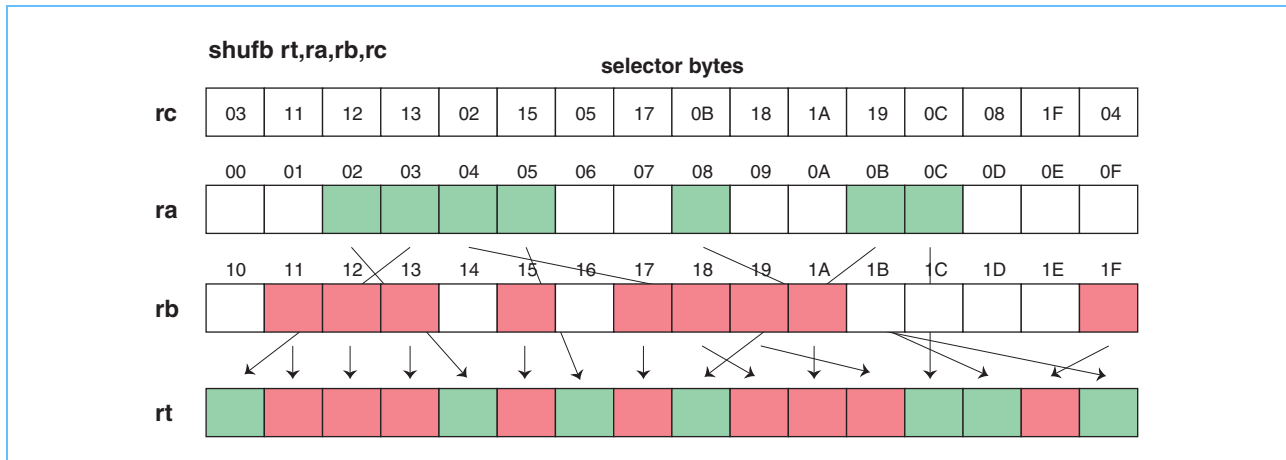 shufb rt,ra,rb,rc
selector bytes
rc 03 11 12 13 02 15 05 17 0B 18 1A 19 0C 08 1F 04
00 01 02 03 04 05 06 07 08 09 0A 0B 0C 0D 0E 0F
ra
10 11 12 13 14 15 16 17 18 19 1A 1B 1C 1D 1E 1F
rb
rt